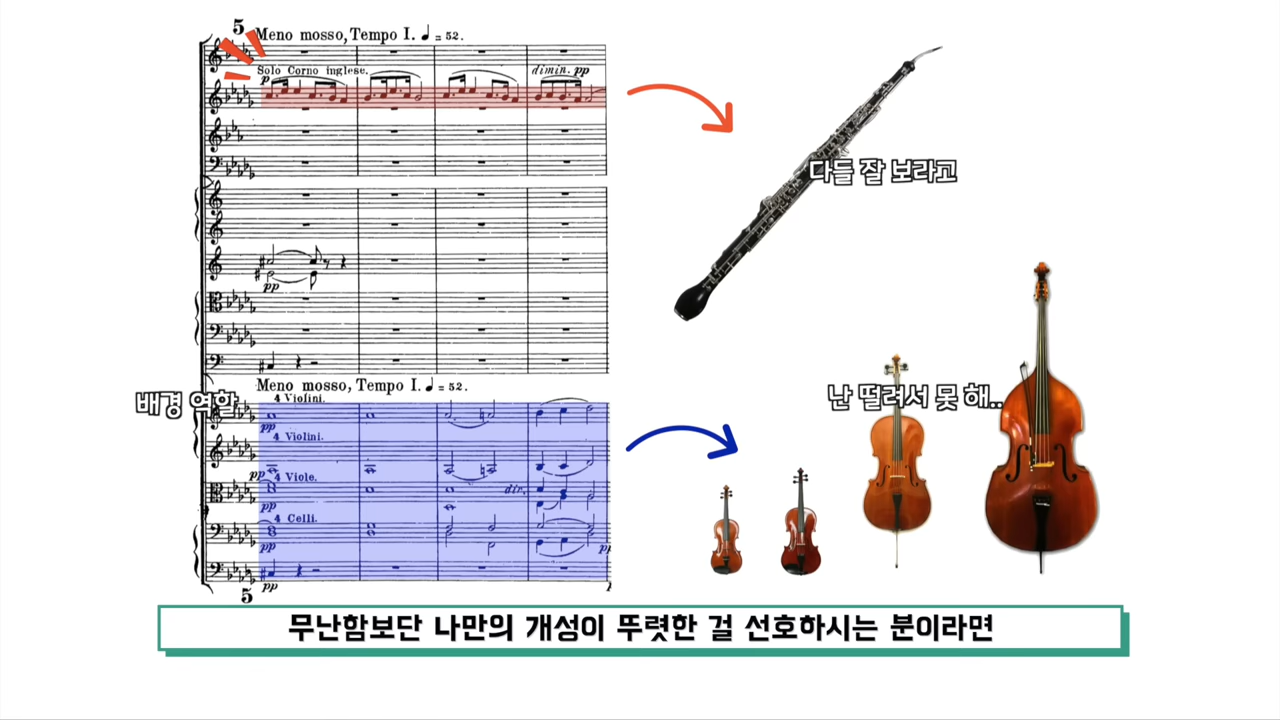 5
Meno mosso, Tempo I. ♩ = 52.
Solo Corno inglese.
p
dimin. pp
다들 잘 보라고
pp
Meno mosso, Tempo I. ♩ = 52.
배경 역할
난 떨려서 못 해..
4 Violini.
pp
4 Violini.
pp
4 Viole.
div.
pp
4 Celli.
pp
pp
5
무난함보단 나만의 개성이 뚜렷한 걸 선호하시는 분이라면